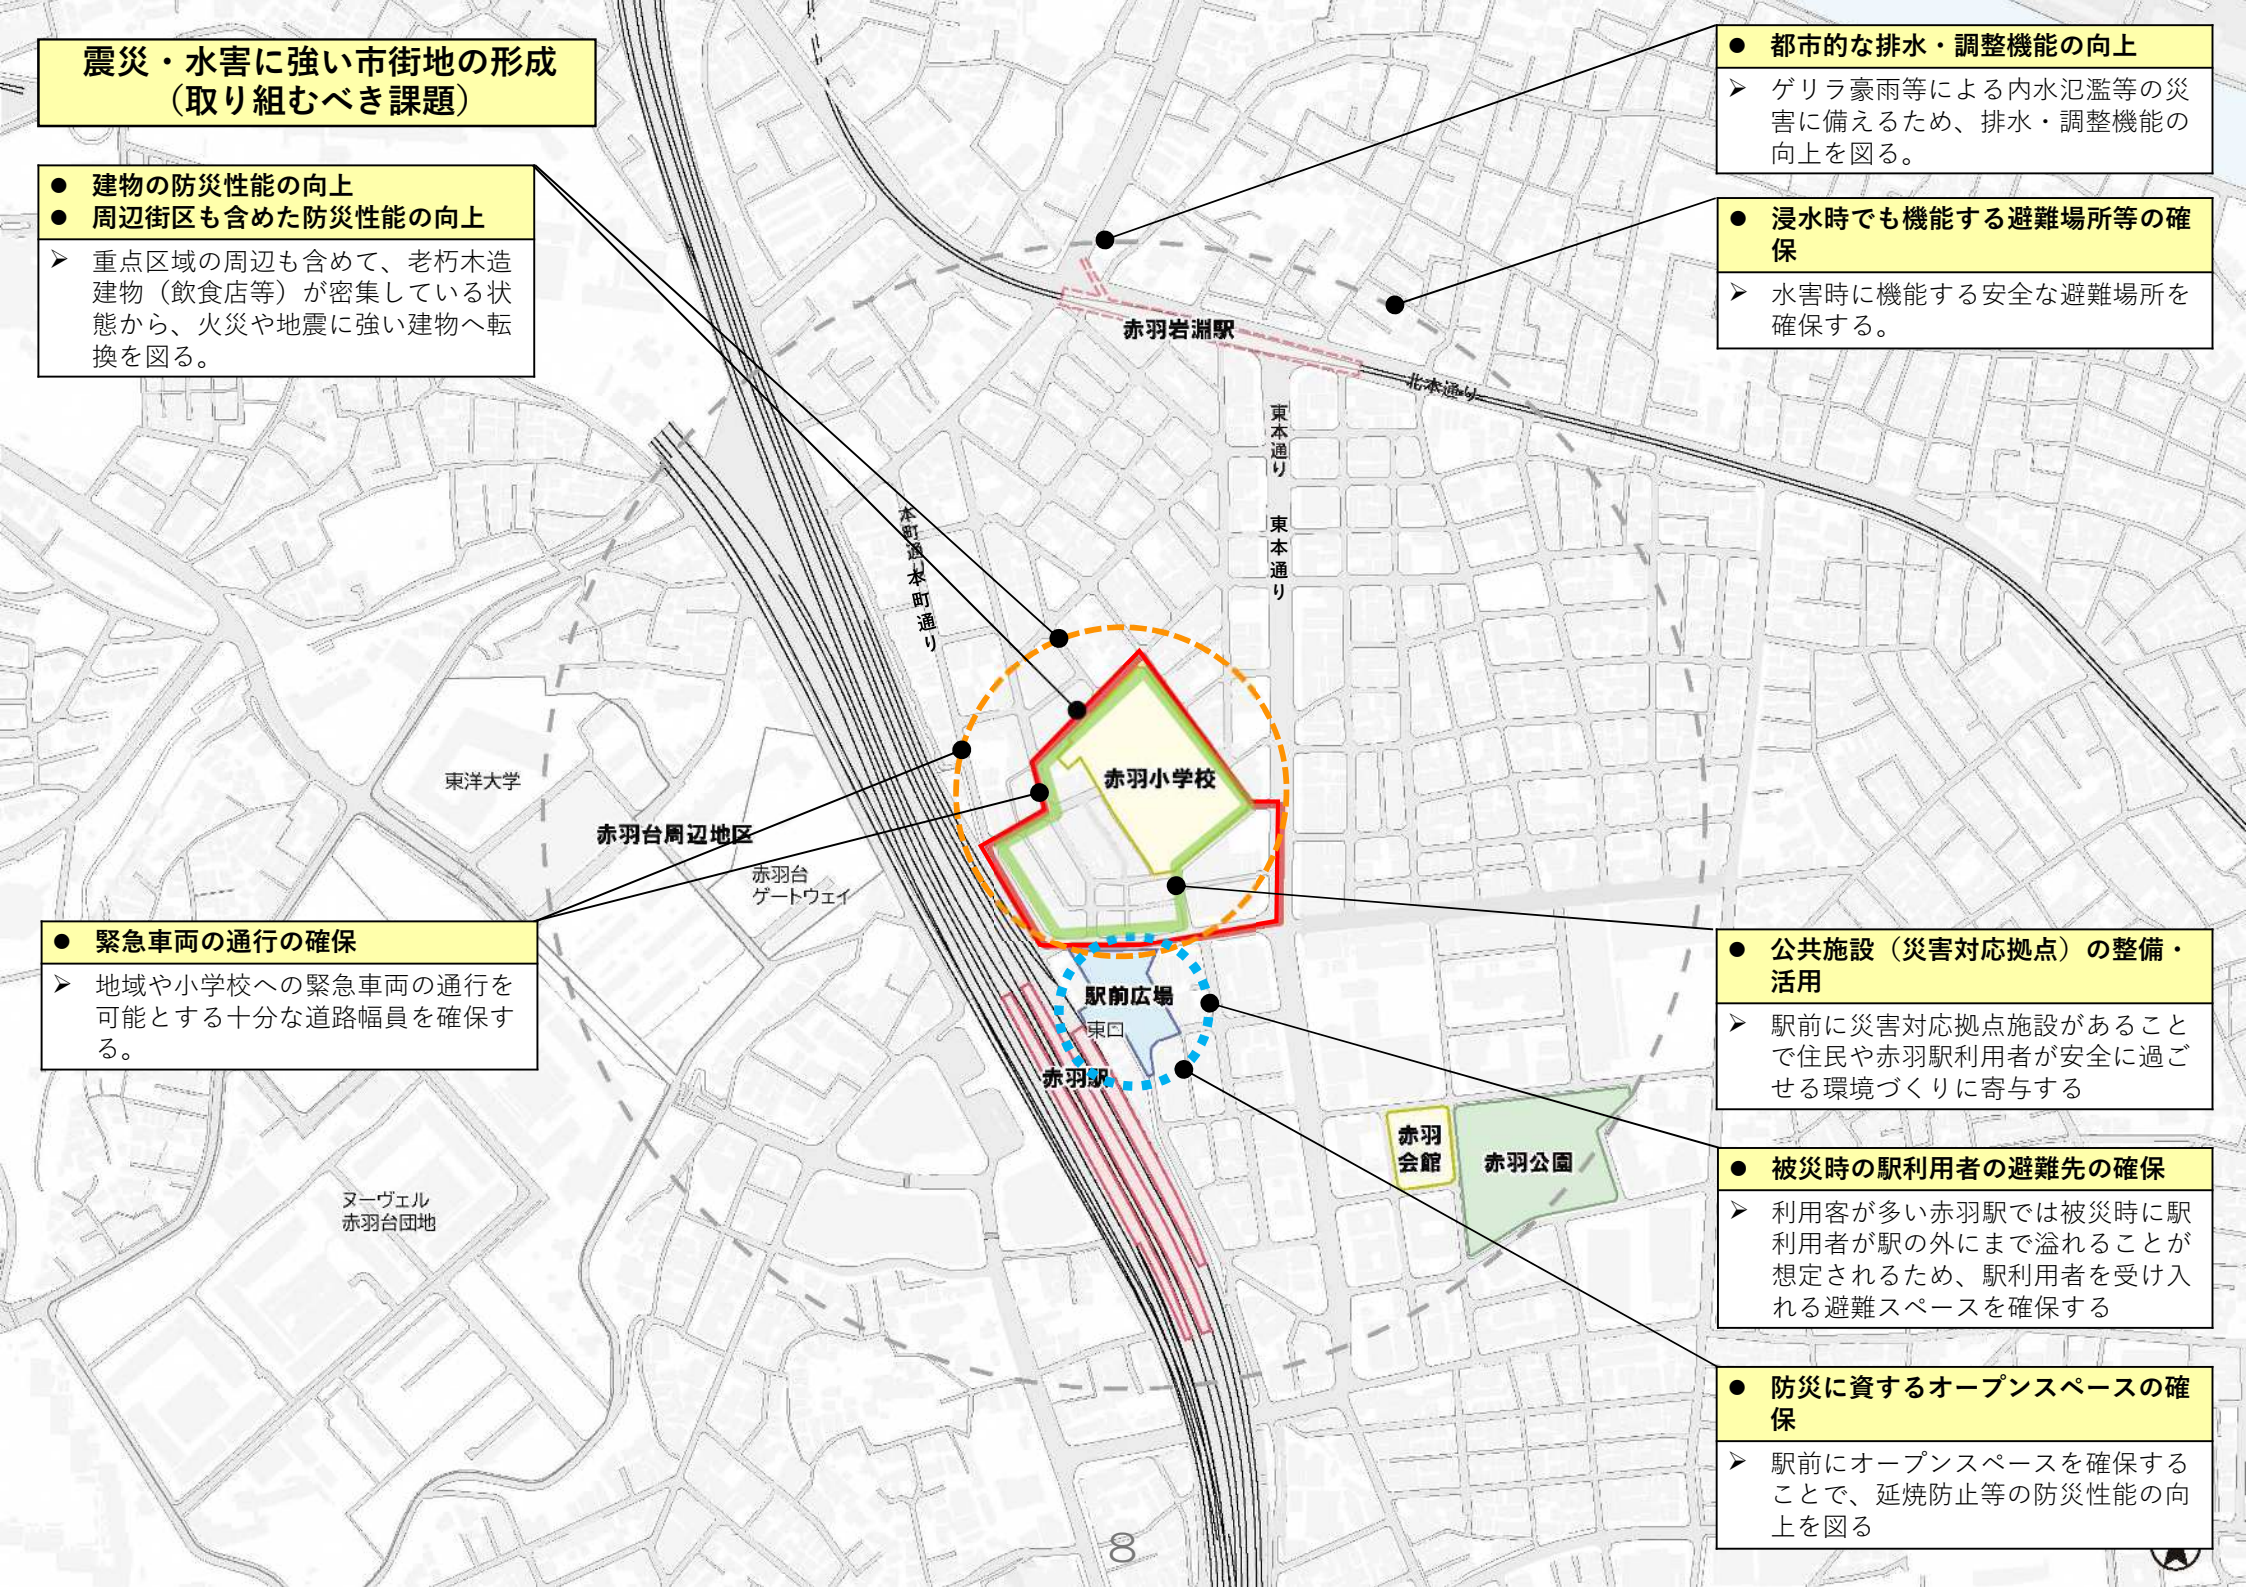 震災・水害に強い市街地の形成
（取り組むべき課題）
● 建物の防災性能の向上
● 周辺街区も含めた防災性能の向上
➢ 重点区域の周辺も含めて、老朽木造
建物（飲食店等）が密集している状
態から、火災や地震に強い建物へ転
換を図る。
● 都市的な排水・調整機能の向上
➢ ゲリラ豪雨等による内水氾濫等の災
害に備えるため、排水・調整機能の
向上を図る。
● 浸水時でも機能する避難場所等の確
保
➢ 水害時に機能する安全な避難場所を
確保する。
赤羽岩淵駅
北本通り
東本通り
東本通り
本町通り
本町通り
赤羽小学校
東洋大学
赤羽台周辺地区
赤羽台
ゲートウェイ
● 緊急車両の通行の確保
➢ 地域や小学校への緊急車両の通行を
可能とする十分な道路幅員を確保す
る。
駅前広場
東口
赤羽駅
● 公共施設（災害対応拠点）の整備・
活用
➢ 駅前に災害対応拠点施設があること
で住民や赤羽駅利用者が安全に過ご
せる環境づくりに寄与する
赤羽
会館
赤羽公園
ヌーヴェル
赤羽台団地
● 被災時の駅利用者の避難先の確保
➢ 利用客が多い赤羽駅では被災時に駅
利用者が駅の外にまで溢れることが
想定されるため、駅利用者を受け入
れる避難スペースを確保する
● 防災に資するオープンスペースの確
保
➢ 駅前にオープンスペースを確保する
ことで、延焼防止等の防災性能の向
上を図る
8